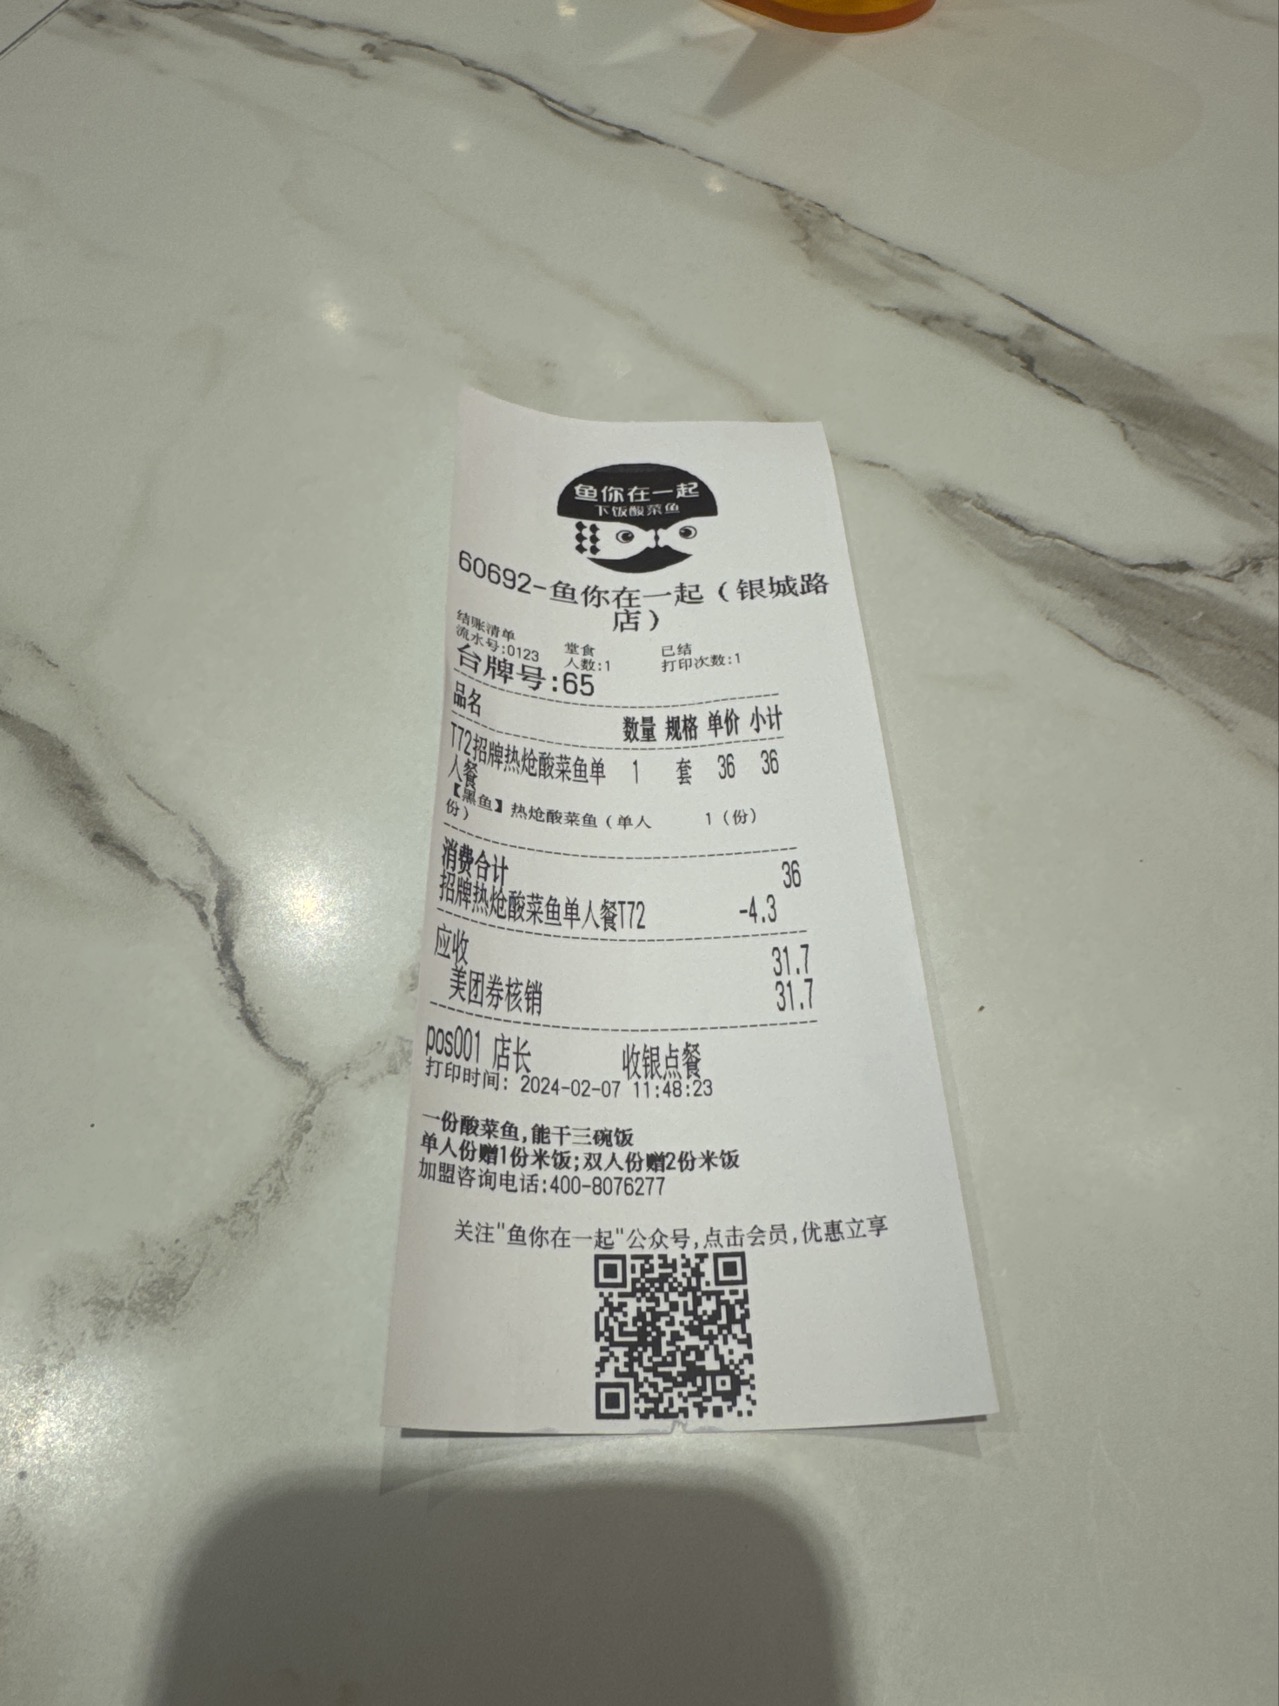 鱼你在一起
下饭酸菜鱼
60692-鱼你在一起（银城路
店）
结账清单 堂食 已结
流水号:0123 人数:1 打印次数:1
台牌号:65
品名 数量 规格 单价 小计
T72招牌热炝酸菜鱼单 1 套 36 36
人餐
【黑鱼】热炝酸菜鱼（单人 1（份）
份）
消费合计 36
招牌热炝酸菜鱼单人餐T72 -4.3
应收 31.7
美团券核销 31.7
pos001 店长 收银点餐
打印时间: 2024-02-07 11:48:23
一份酸菜鱼,能干三碗饭
单人份赠1份米饭;双人份赠2份米饭
加盟咨询电话:400-8076277
关注"鱼你在一起"公众号,点击会员,优惠立享